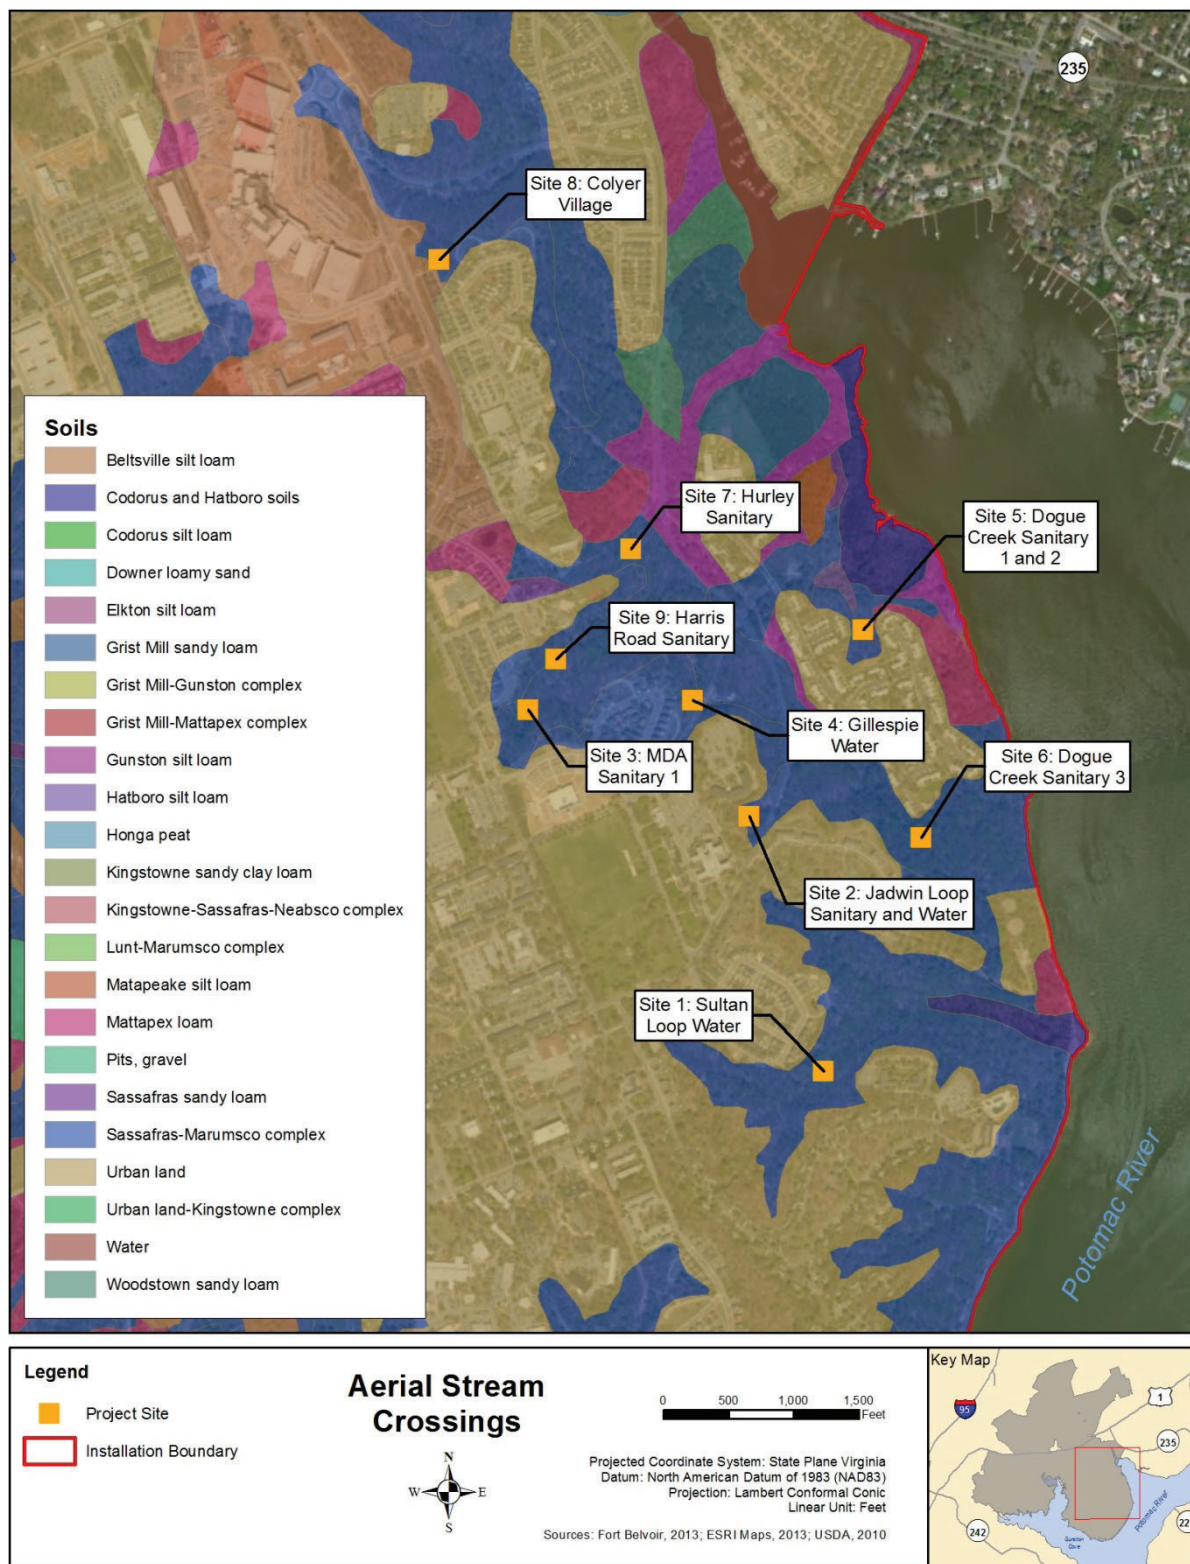 235
Site 8: Colyer
Village
Soils
Beltsville silt loam
Codorus and Hatboro soils
Codorus silt loam
Downer loamy sand
Elkton silt loam
Grist Mill sandy loam
Grist Mill-Gunston complex
Grist Mill-Mattapex complex
Gunston silt loam
Hatboro silt loam
Honga peat
Kingstowne sandy clay loam
Kingstowne-Sassafras-Neabsco complex
Lunt-Marumsco complex
Matapeake silt loam
Mattapex loam
Pits, gravel
Sassafras sandy loam
Sassafras-Marumsco complex
Urban land
Urban land-Kingstowne complex
Water
Woodstown sandy loam
Site 7: Hurley
Sanitary
Site 5: Dogue
Creek Sanitary
1 and 2
Site 9: Harris
Road Sanitary
Site 4: Gillespie
Water
Site 3: MDA
Sanitary 1
Site 6: Dogue
Creek Sanitary 3
Site 2: Jadwin Loop
Sanitary and Water
Site 1: Sultan
Loop Water
Potomac River
Legend
Project Site
Installation Boundary
Aerial Stream
Crossings
N
W E
S
0 500 1,000 1,500
Feet
Projected Coordinate System: State Plane Virginia
Datum: North American Datum of 1983 (NAD83)
Projection: Lambert Conformal Conic
Linear Unit: Feet
Sources: Fort Belvoir, 2013; ESRI Maps, 2013; USDA, 2010
Key Map
95
1
235
242
Gunston
Cove
Potomac River